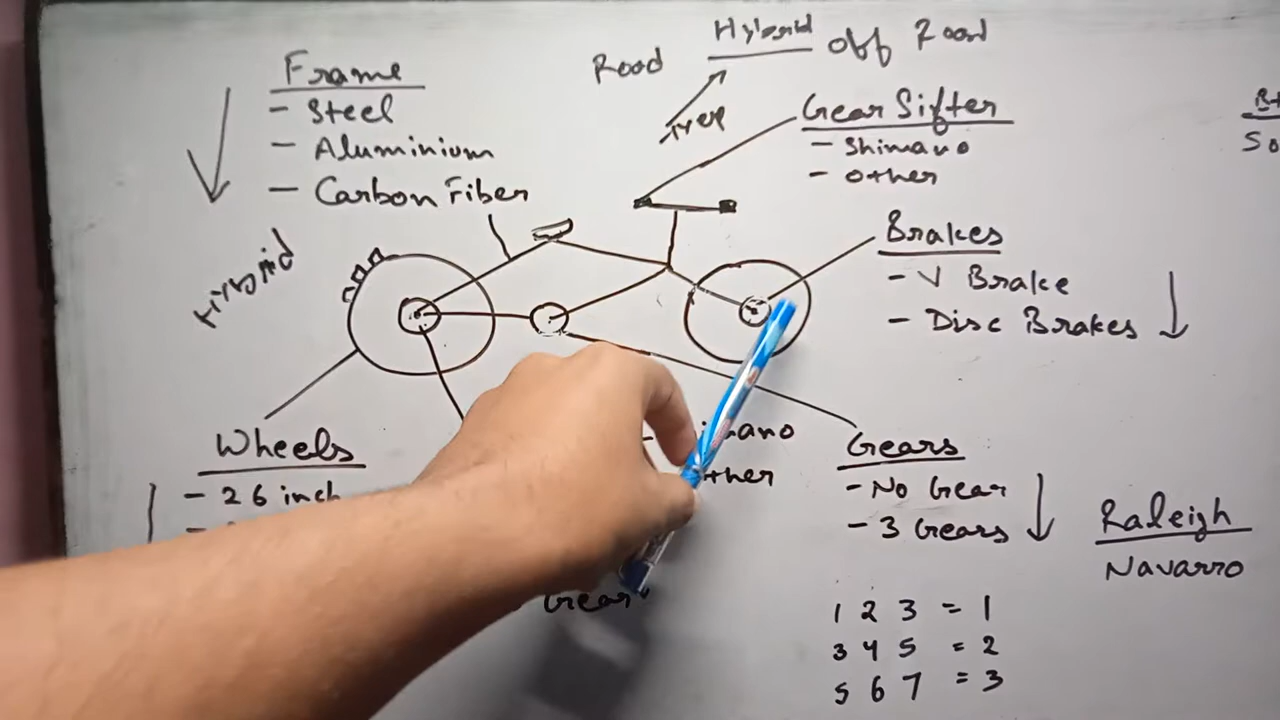 Road Hybrid Off Road
Tyer
Frame
- Steel
- Aluminium
- Carbon Fiber
Gear Sifter
- Shimano
- Other
Hybrid
Brakes
- V Brake
- Disc Brakes
Wheels
- 26 inch
Gears
- No Gear
- 3 Gears
Gear
Raleigh
Navarro
1 2 3 = 1
3 4 5 = 2
5 6 7 = 3